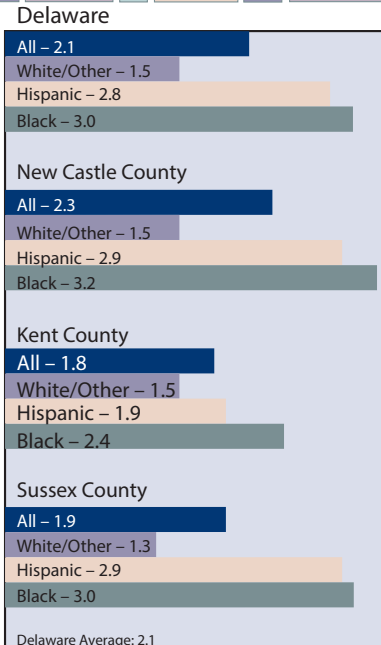 Delaware
All – 2.1
White/Other – 1.5
Hispanic – 2.8
Black – 3.0
New Castle County
All – 2.3
White/Other – 1.5
Hispanic – 2.9
Black – 3.2
Kent County
All – 1.8
White/Other – 1.5
Hispanic – 1.9
Black – 2.4
Sussex County
All – 1.9
White/Other – 1.3
Hispanic – 2.9
Black – 3.0
Delaware Average: 2.1